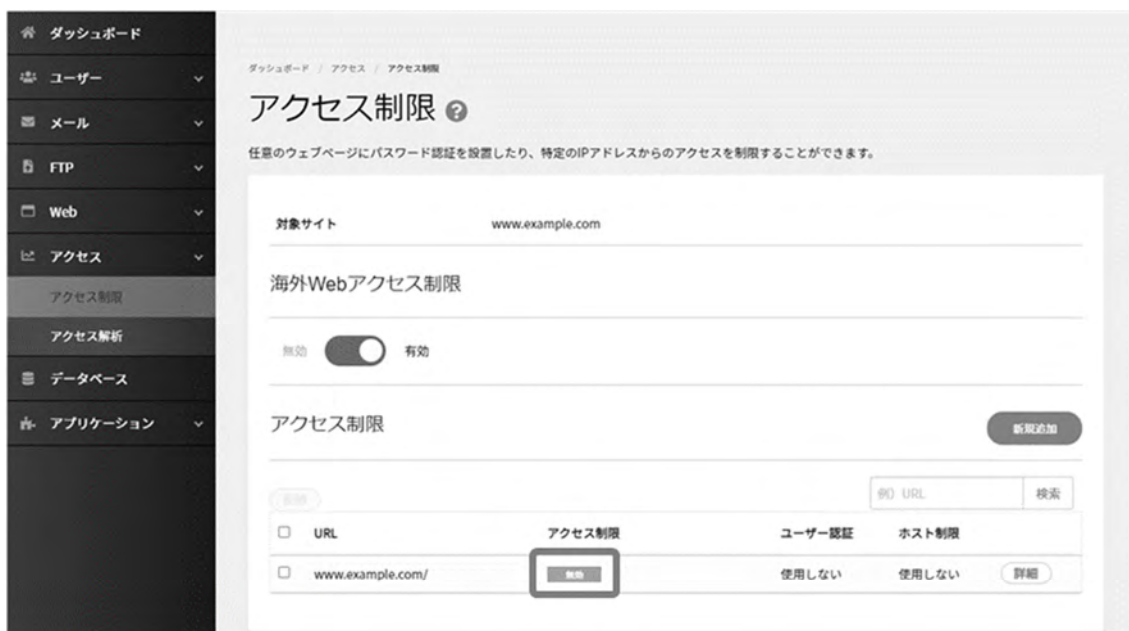 ダッシュボード
ユーザー
メール
FTP
Web
アクセス
アクセス制限
アクセス解析
データベース
アプリケーション
ダッシュボード / アクセス / アクセス制限
アクセス制限 ?
任意のウェブページにパスワード認証を設置したり、特定のIPアドレスからのアクセスを制限することができます。
対象サイト www.example.com
海外Webアクセス制限
無効 有効
アクセス制限 新規追加
削除 例) URL 検索
URL アクセス制限 ユーザー認証 ホスト制限
www.example.com/ 無効 使用しない 使用しない 詳細